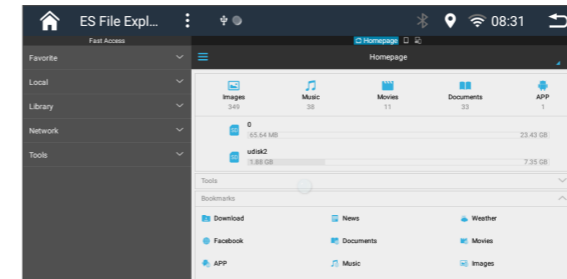 ES File Expl...
08:31
Fast Access
Homepage
Favorite
Homepage
Local
Images
Music
Movies
Documents
APP
349
38
11
33
1
Library
0
65.64 MB
23.43 GB
Network
udisk2
1.88 GB
7.35 GB
Tools
Tools
Bookmarks
Download
News
Weather
Facebook
Documents
Movies
APP
Music
Images